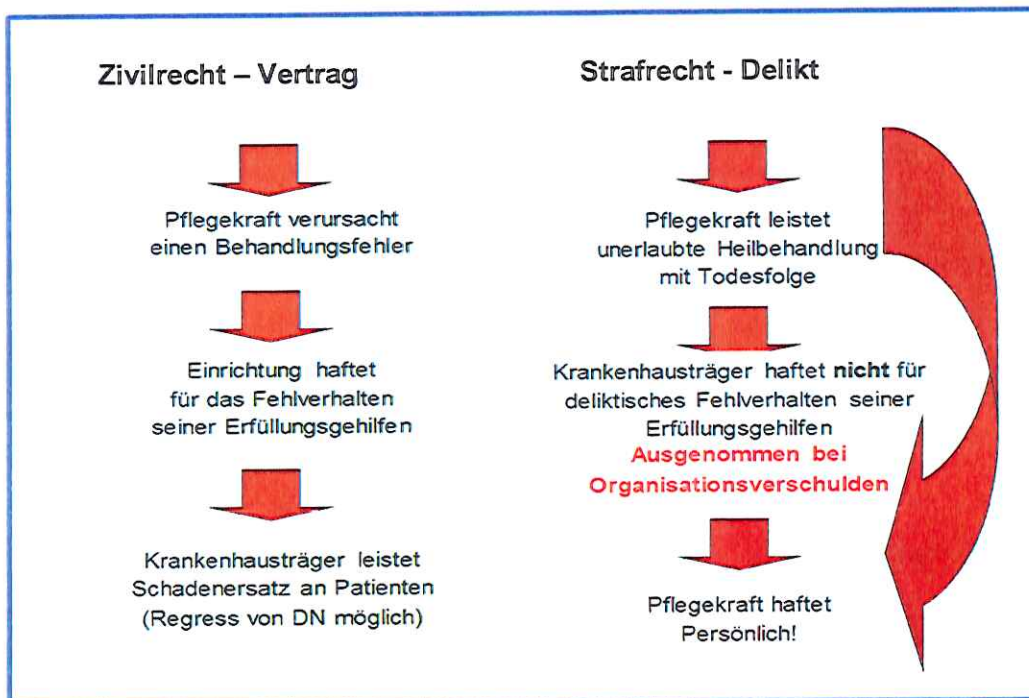 Zivilrecht – Vertrag
Pflegekraft verursacht
einen Behandlungsfehler
Einrichtung haftet
für das Fehlverhalten
seiner Erfüllungsgehilfen
Krankenhausträger leistet
Schadenersatz an Patienten
(Regress von DN möglich)
Strafrecht - Delikt
Pflegekraft leistet
unerlaubte Heilbehandlung
mit Todesfolge
Krankenhausträger haftet nicht für
deliktisches Fehlverhalten seiner
Erfüllungsgehilfen
Ausgenommen bei
Organisationsverschulden
Pflegekraft haftet
Persönlich!